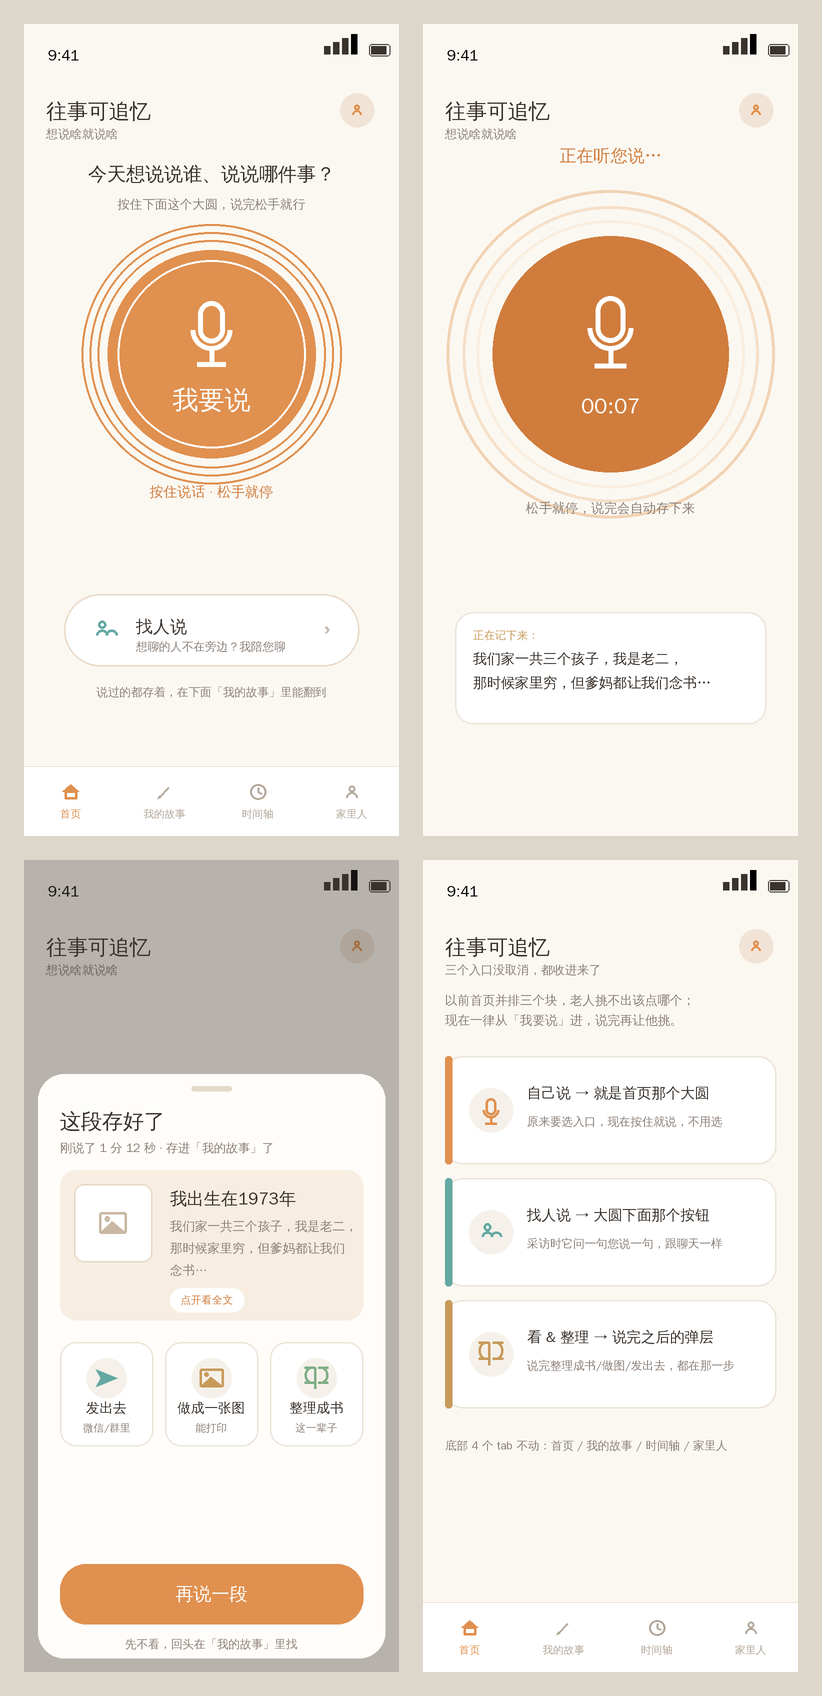 9:41
往事可追忆
想说啥就说啥
今天想说说谁、说说哪件事？
按住下面这个大圆，说完松手就行
我要说
按住说话 · 松手就停
找人说
想聊的人不在旁边？我陪您聊
›
说过的都存着，在下面「我的故事」里能翻到
首页
我的故事
时间轴
家里人
9:41
往事可追忆
想说啥就说啥
正在听您说…
00:07
松手就停，说完会自动存下来
正在记下来：
我们家一共三个孩子，我是老二，
那时候家里穷，但爹妈都让我们念书…
9:41
往事可追忆
想说啥就说啥
这段存好了
刚说了 1 分 12 秒 · 存进「我的故事」了
我出生在1973年
我们家一共三个孩子，我是老二，
那时候家里穷，但爹妈都让我们
念书…
点开看全文
发出去
微信/群里
做成一张图
能打印
整理成书
这一辈子
再说一段
先不看，回头在「我的故事」里找
9:41
往事可追忆
三个入口没取消，都收进来了
以前首页并排三个块，老人挑不出该点哪个；
现在一律从「我要说」进，说完再让他挑。
自己说 → 就是首页那个大圆
原来要选入口，现在按住就说，不用选
找人说 → 大圆下面那个按钮
采访时它问一句您说一句，跟聊天一样
看 & 整理 → 说完之后的弹层
说完整理成书/做图/发出去，都在那一步
底部 4 个 tab 不动：首页 / 我的故事 / 时间轴 / 家里人
首页
我的故事
时间轴
家里人